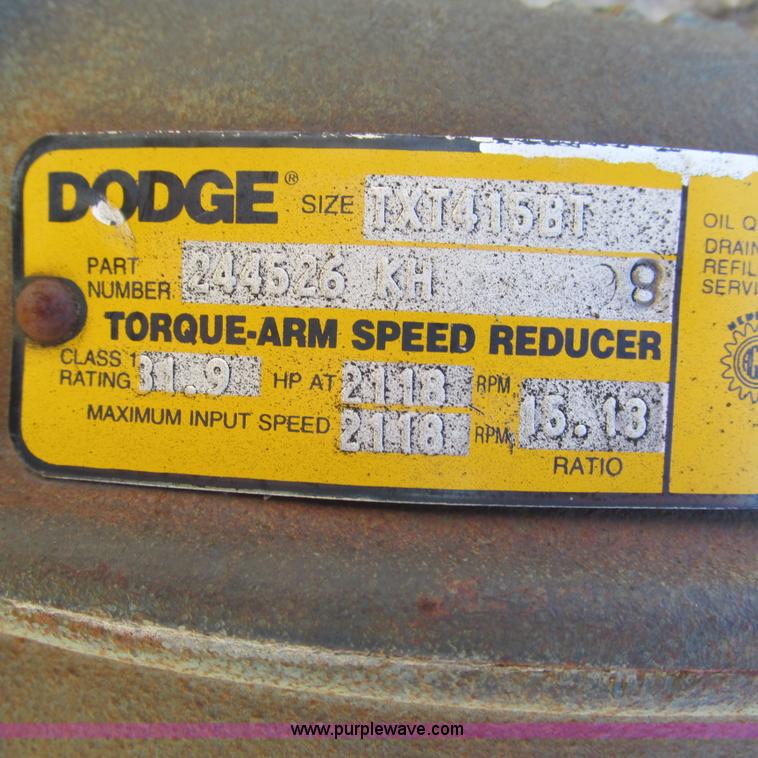 DODGE® SIZE TXT415BT
PART NUMBER 244526 KH 8
TORQUE-ARM SPEED REDUCER
CLASS 1 RATING 31.9 HP AT 2118 RPM
MAXIMUM INPUT SPEED 2118 RPM
15.13
RATIO
OIL
DRAIN
REFIL
SERVI
www.purplewave.com